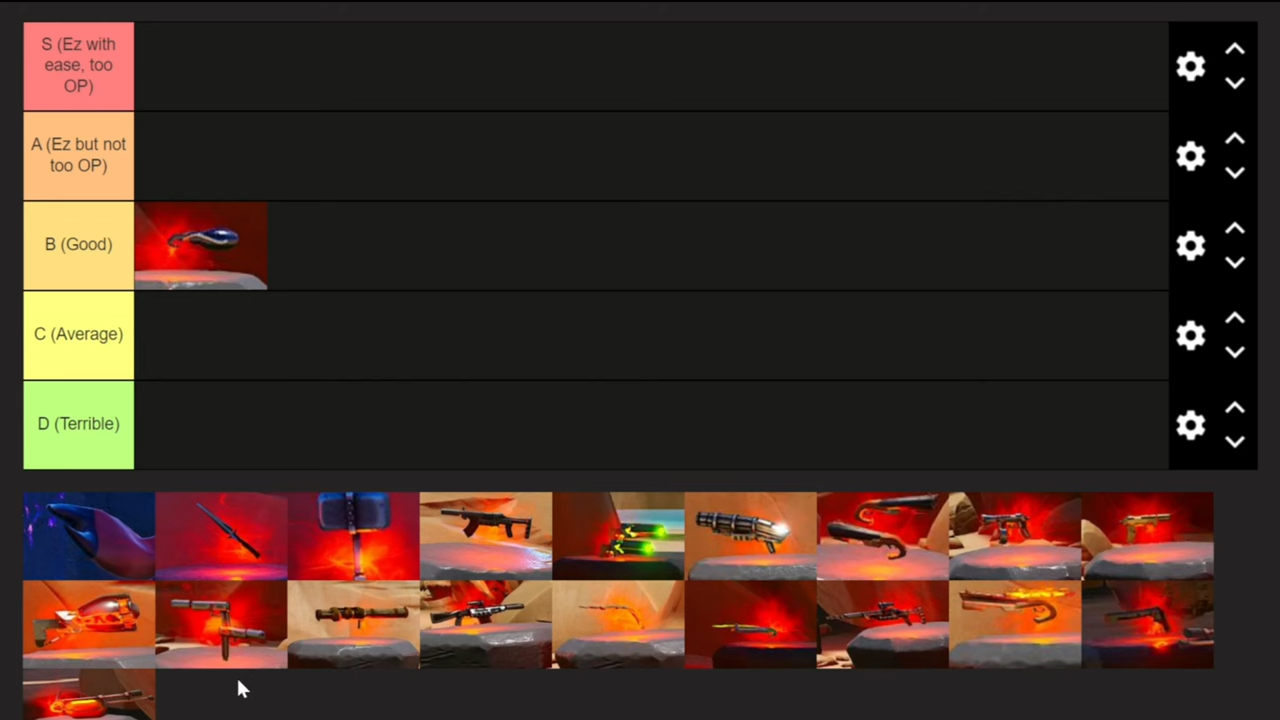 S (Ez with
ease, too
OP)
A (Ez but not
too OP)
B (Good)
C (Average)
D (Terrible)